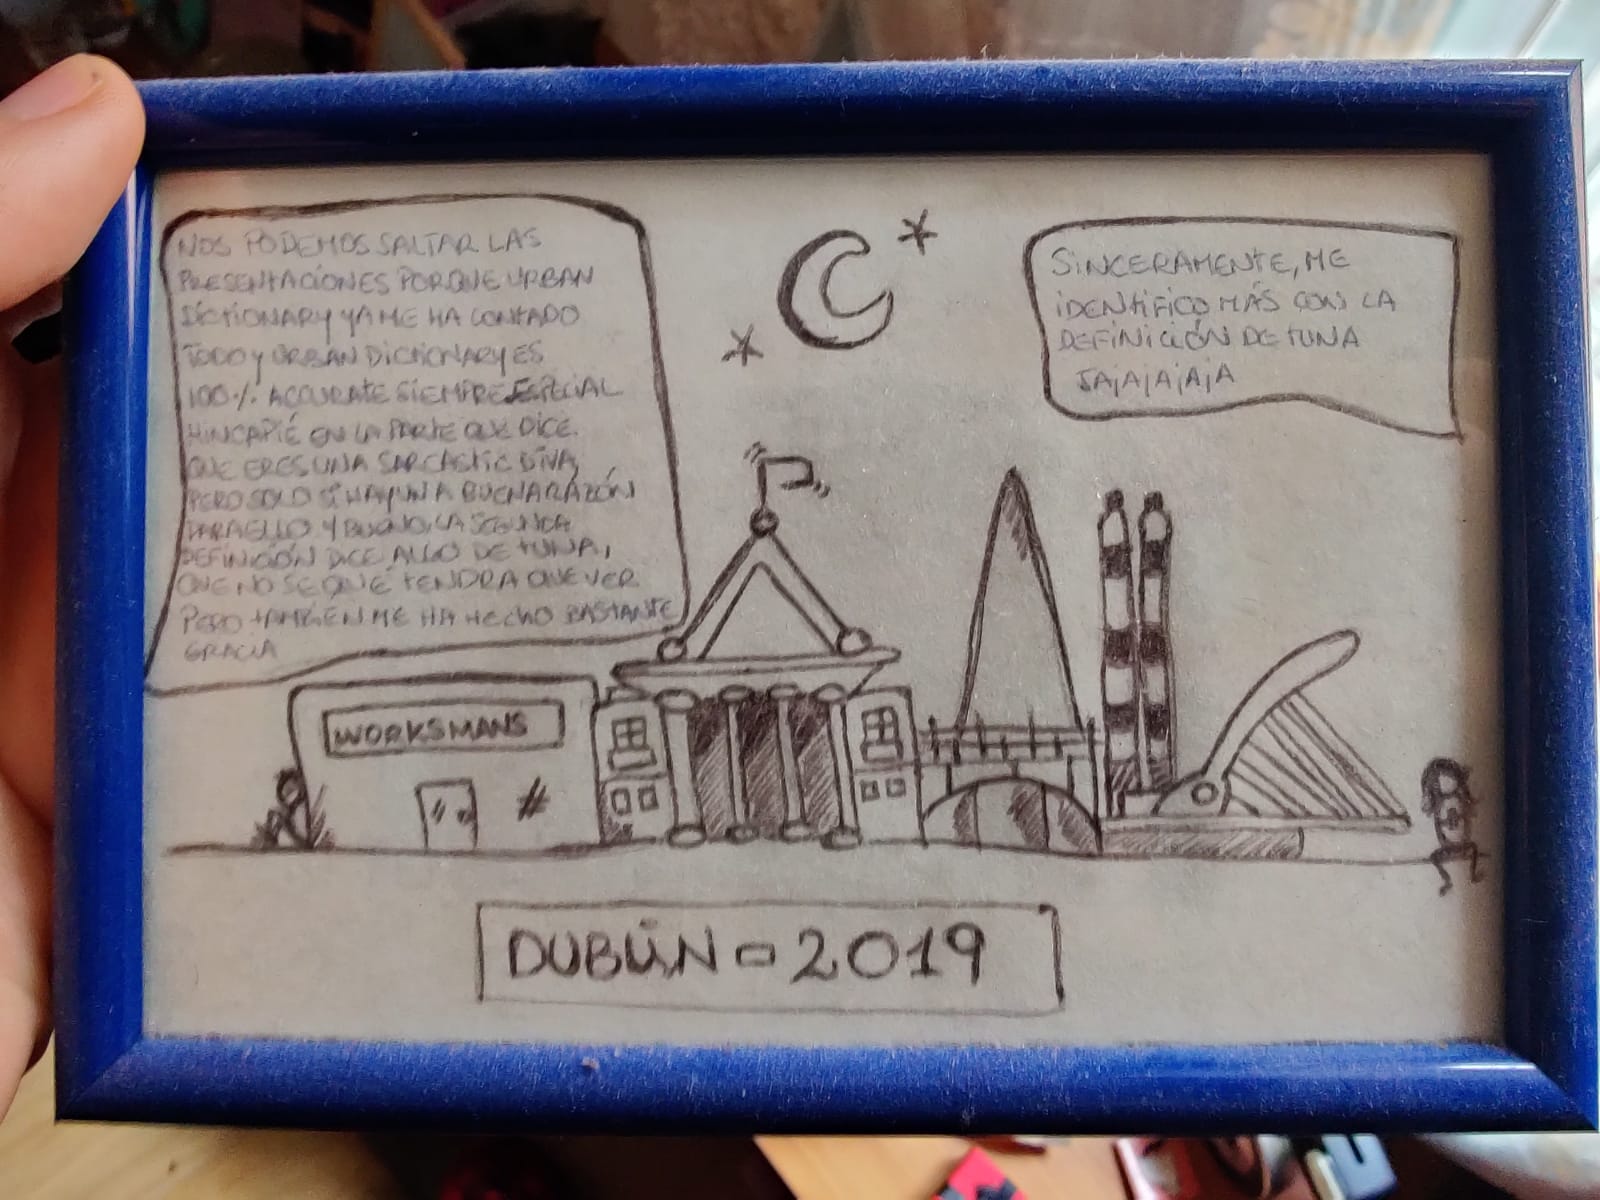 NOS PODEMOS SALTAR LAS
PRESENTACIONES PORQUE URBAN
DICTIONARY YA ME HA CONTADO
TODO Y URBAN DICTIONARY ES
100% ACCURATE SIEMPRE. ESPECIAL
HINCAPIÉ EN LA PARTE QUE DICE
QUE ERES UNA SARCASTIC DIVA,
PERO SOLO SI HAY UNA BUENA RAZÓN
PARA ELLO Y BUENO, LA SEGUNDA
DEFINICIÓN DICE ALGO DE TUNA,
QUE NO SE QUÉ TENDRA QUE VER
PERO TAMBIÉN ME HA HECHO BASTANTE
GRACIA
SINCERAMENTE, ME
IDENTIFICO MÁS CON LA
DEFINICIÓN DE TUNA
JAJAJAJAJA
WORKSMANS
DUBLÍN - 2019